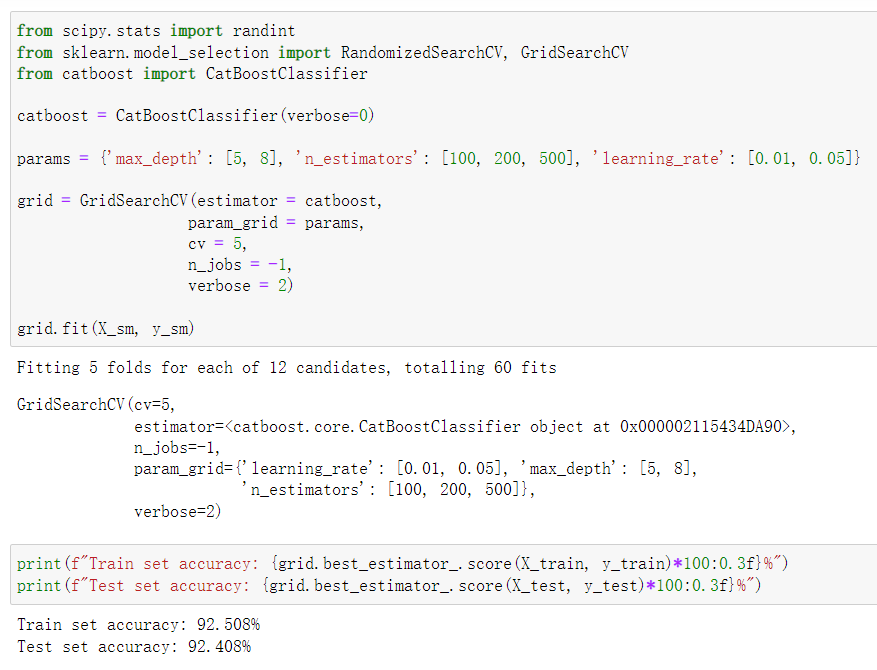 from scipy.stats import randint
from sklearn.model_selection import RandomizedSearchCV, GridSearchCV
from catboost import CatBoostClassifier
catboost = CatBoostClassifier(verbose=0)
params = {'max_depth': [5, 8], 'n_estimators': [100, 200, 500], 'learning_rate': [0.01, 0.05]}
grid = GridSearchCV(estimator = catboost,
param_grid = params,
cv = 5,
n_jobs = -1,
verbose = 2)
grid.fit(X_sm, y_sm)
Fitting 5 folds for each of 12 candidates, totalling 60 fits
GridSearchCV(cv=5,
estimator=<catboost.core.CatBoostClassifier object at 0x000002115434DA90>,
n_jobs=-1,
param_grid={'learning_rate': [0.01, 0.05], 'max_depth': [5, 8],
'n_estimators': [100, 200, 500]},
verbose=2)
print(f"Train set accuracy: {grid.best_estimator_.score(X_train, y_train)*100:0.3f}%")
print(f"Test set accuracy: {grid.best_estimator_.score(X_test, y_test)*100:0.3f}%")
Train set accuracy: 92.508%
Test set accuracy: 92.408%